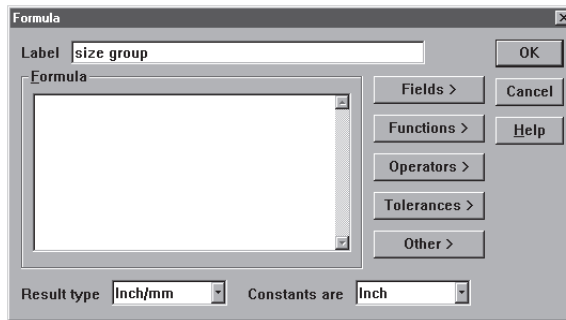 Formula
Label size group OK
Formula
Fields > Cancel
Functions > Help
Operators >
Tolerances >
Other >
Result type Inch/mm Constants are Inch